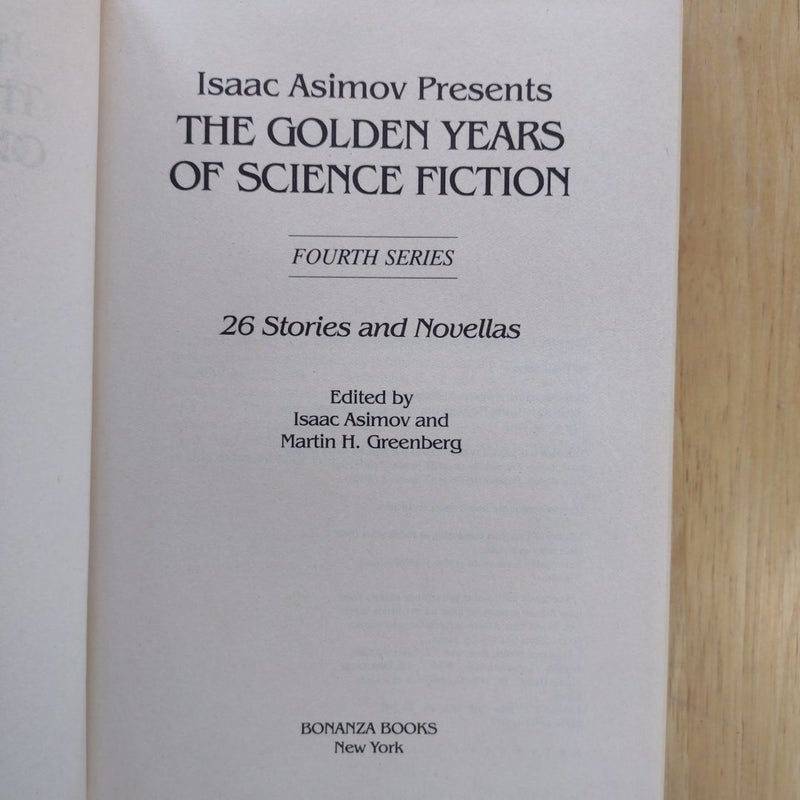 Isaac Asimov Presents
THE GOLDEN YEARS
OF SCIENCE FICTION
FOURTH SERIES
26 Stories and Novellas
Edited by
Isaac Asimov and
Martin H. Greenberg
BONANZA BOOKS
New York